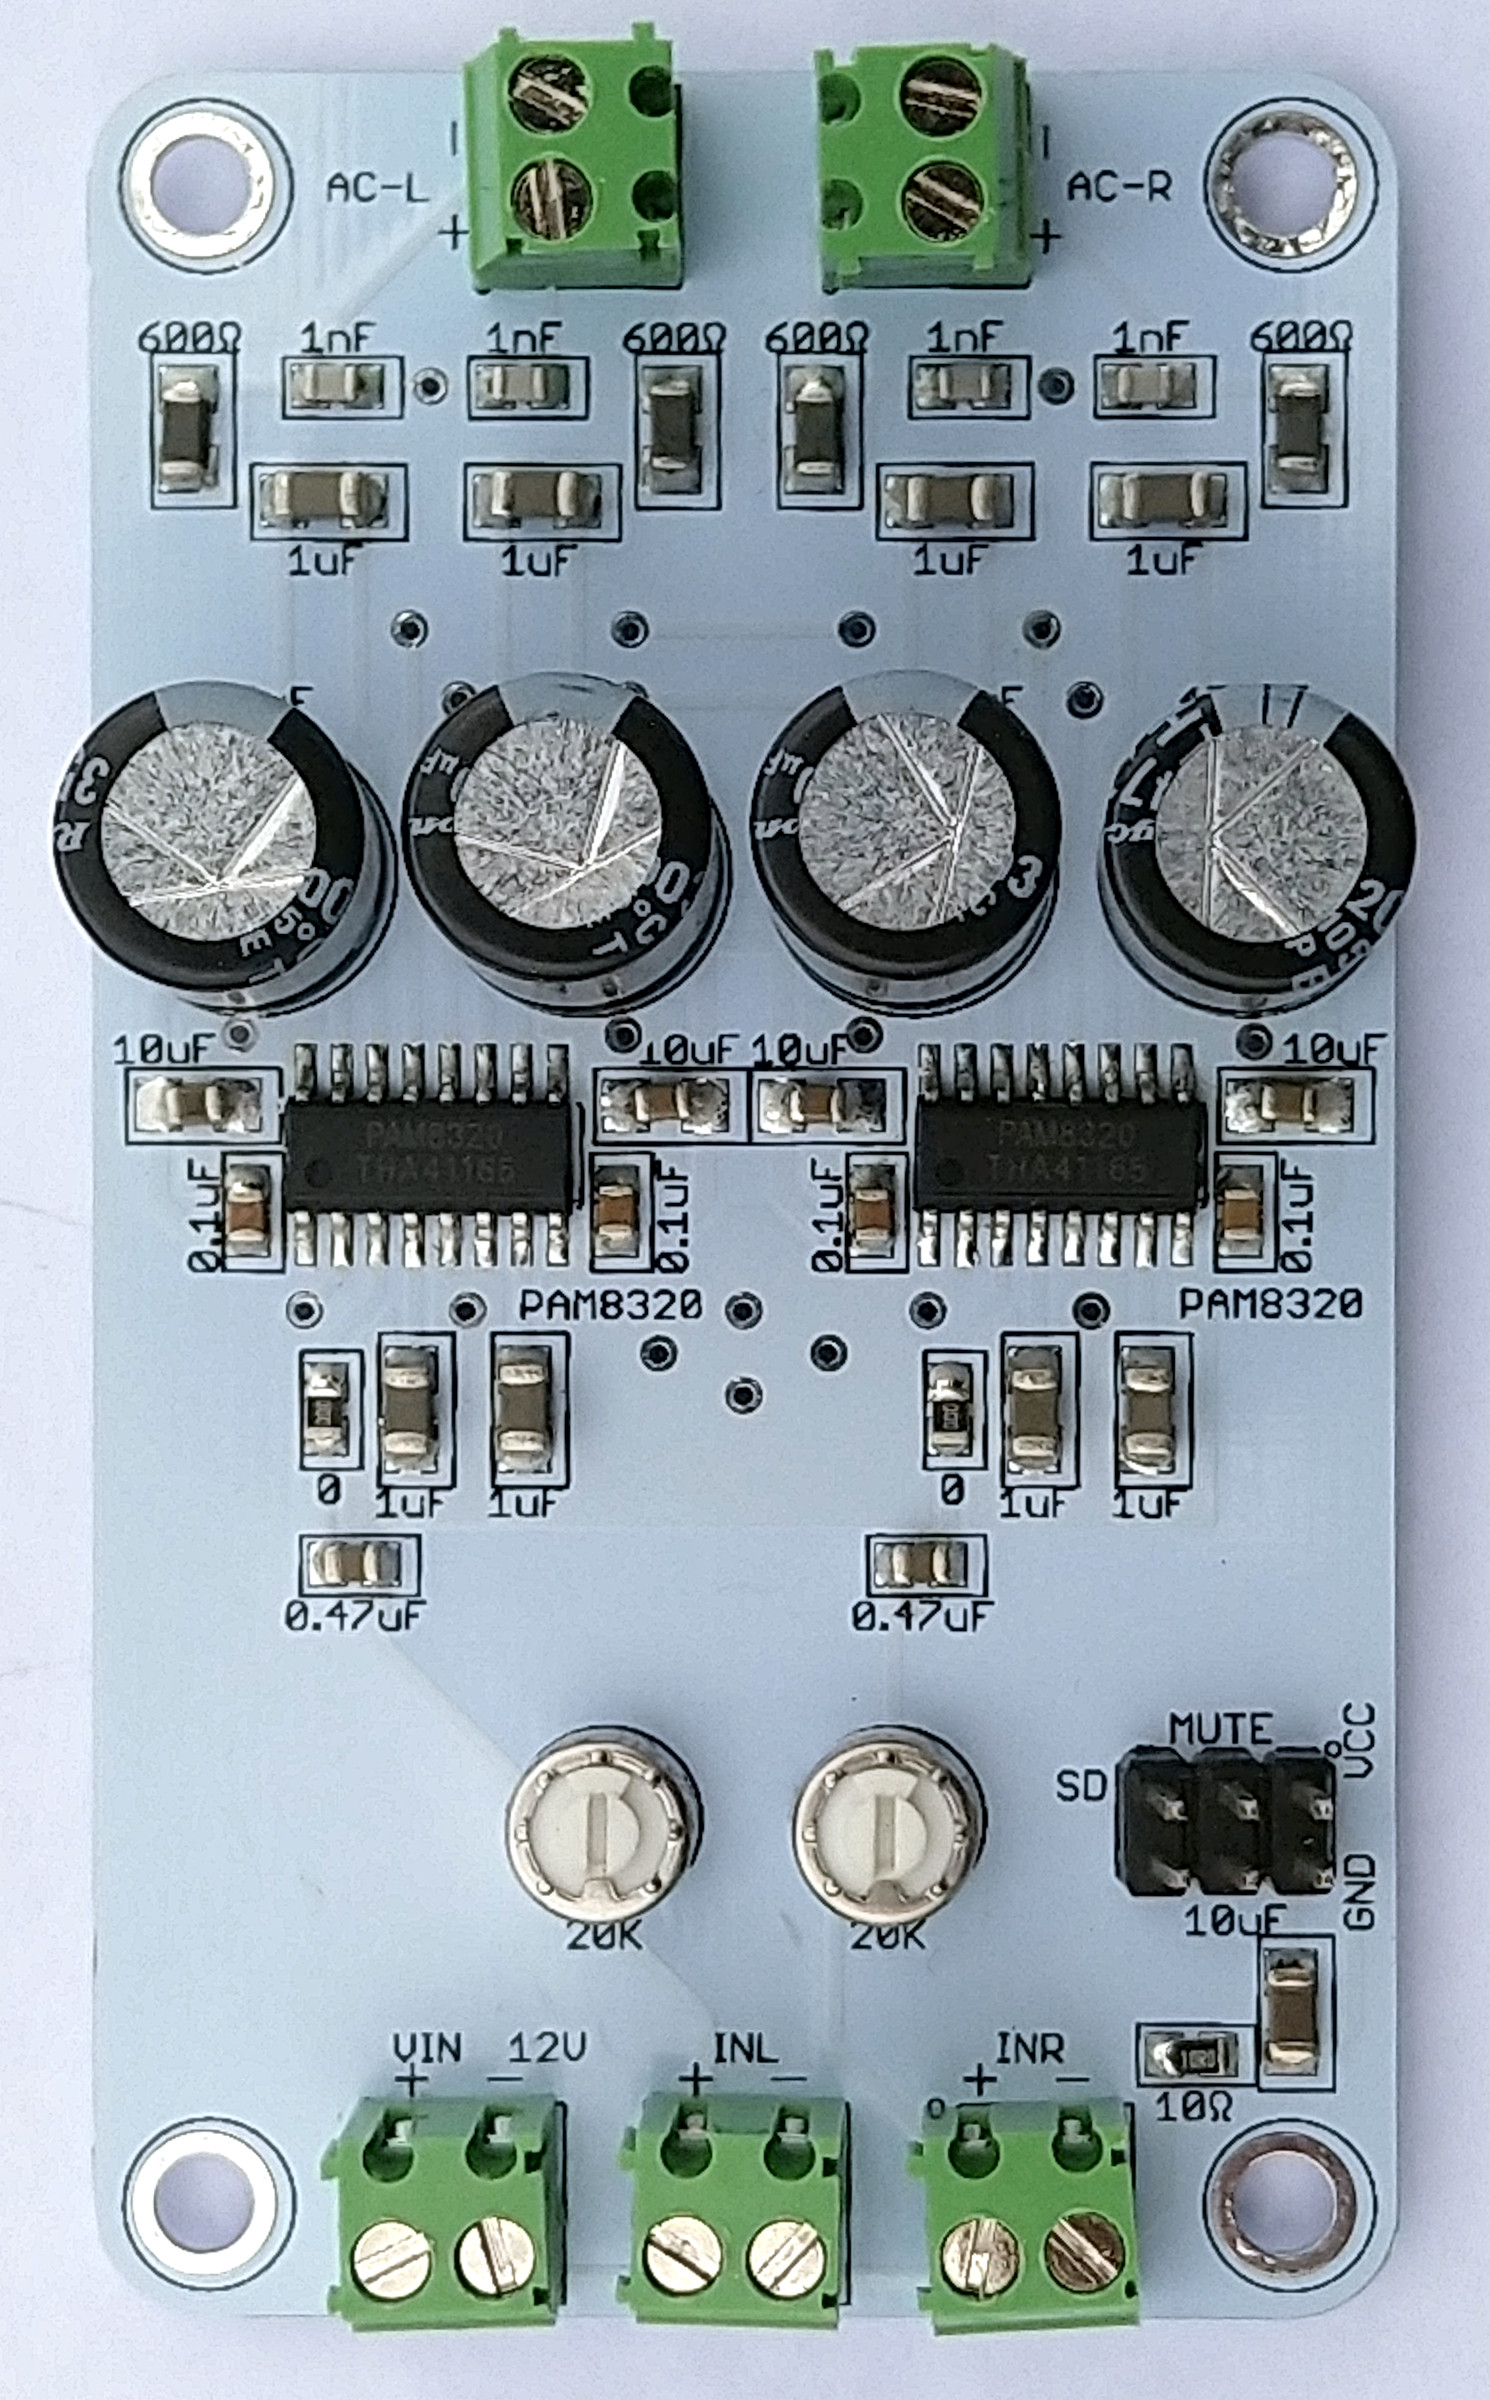 AC-L
-
+
AC-R
-
+
600Ω 1nF 1nF 600Ω 600Ω 1nF 1nF 600Ω
1uF 1uF 1uF 1uF
10uF 10uF 10uF 10uF
PAM8320
THA41165
PAM8320
THA41165
0.1uF 0.1uF 0.1uF 0.1uF
PAM8320 PAM8320
0 1uF 1uF 0 1uF 1uF
0.47uF 0.47uF
MUTE
VCC
SD
GND
10uF
20K 20K
VIN 12V
+ -
INL
+ -
INR
+ -
10Ω